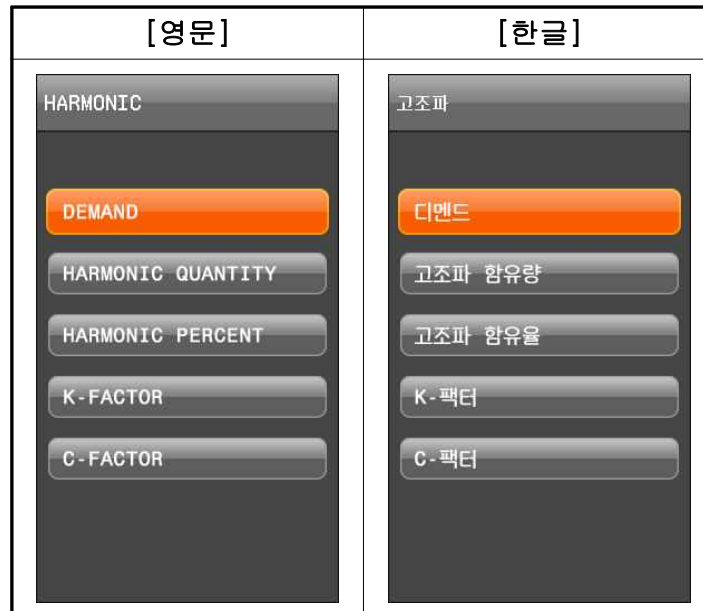 [영문]
[한글]
HARMONIC
DEMAND
HARMONIC QUANTITY
HARMONIC PERCENT
K-FACTOR
C-FACTOR
고조파
디멘드
고조파 함유량
고조파 함유율
K-팩터
C-팩터